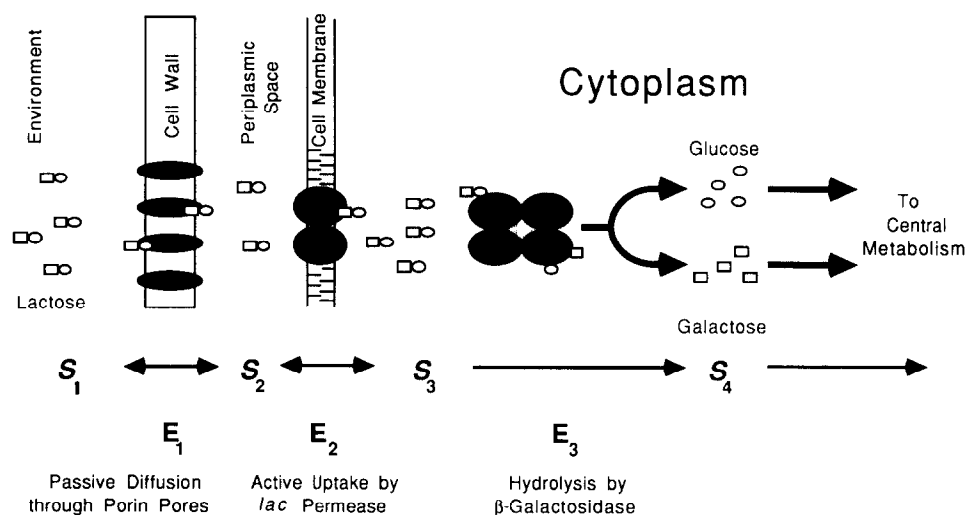 Environment
Cell Wall
Periplasmic
Space
Cell Membrane
Cytoplasm
Glucose
To
Central
Metabolism
Lactose
Galactose
S1
S2
S3
S4
E1
E2
E3
Passive Diffusion
through Porin Pores
Active Uptake by
lac Permease
Hydrolysis by
β-Galactosidase